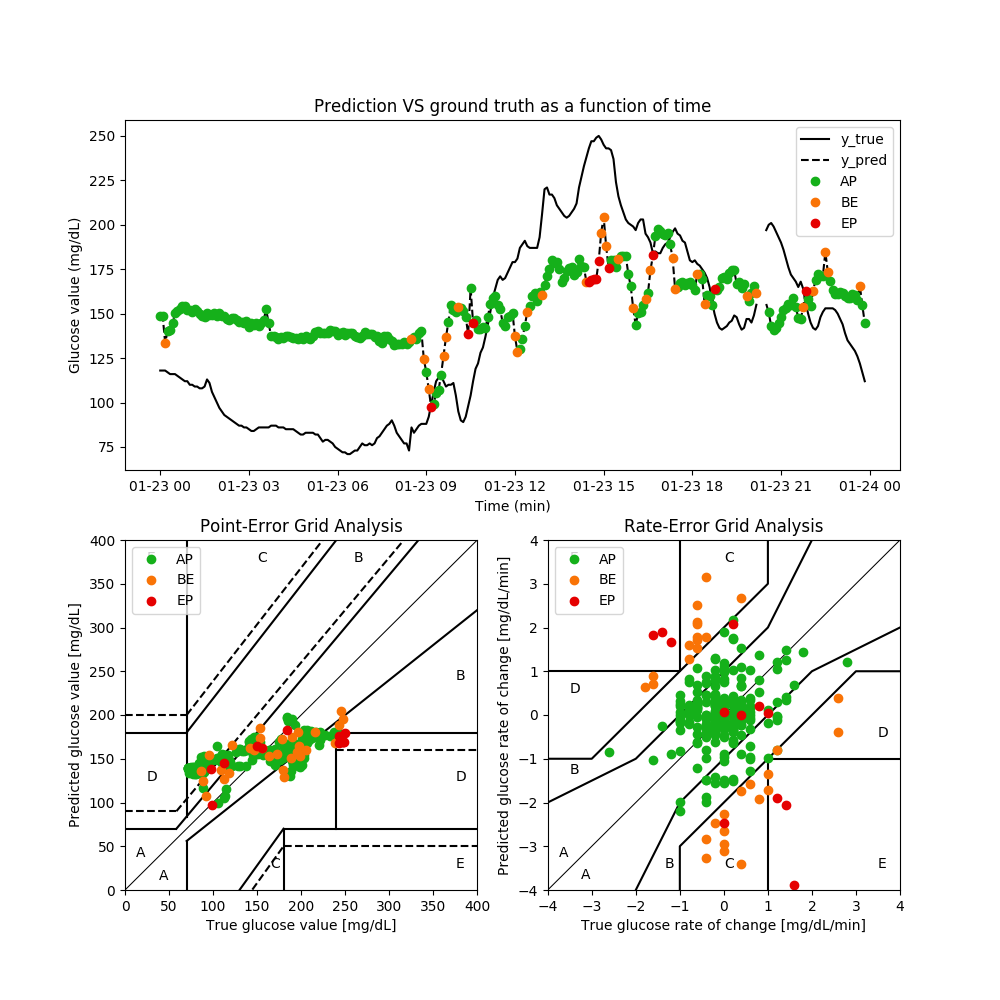 Prediction VS ground truth as a function of time
Glucose value (mg/dL)
250
225
200
175
150
125
100
75
y_true
y_pred
AP
BE
EP
01-23 00 01-23 03 01-23 06 01-23 09 01-23 12 01-23 15 01-23 18 01-23 21 01-24 00
Time (min)
Point-Error Grid Analysis
Predicted glucose value [mg/dL]
400
350
300
250
200
150
100
50
0
AP
BE
EP
C
B
B
D
D
A
A
C
E
0 50 100 150 200 250 300 350 400
True glucose value [mg/dL]
Rate-Error Grid Analysis
Predicted glucose rate of change [mg/dL/min]
4
3
2
1
0
−1
−2
−3
−4
AP
BE
EP
C
D
D
B
A
A
B
C
E
−4 −3 −2 −1 0 1 2 3 4
True glucose rate of change [mg/dL/min]